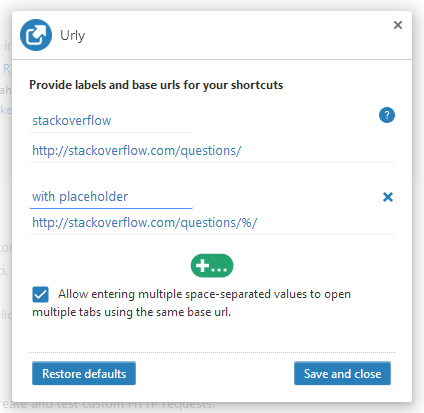 Urly
×
Provide labels and base urls for your shortcuts
stackoverflow
?
http://stackoverflow.com/questions/
with placeholder
http://stackoverflow.com/questions/%/
+...
Allow entering multiple space-separated values to open
multiple tabs using the same base url.
Restore defaults
Save and close
create and test custom HTTP requests.